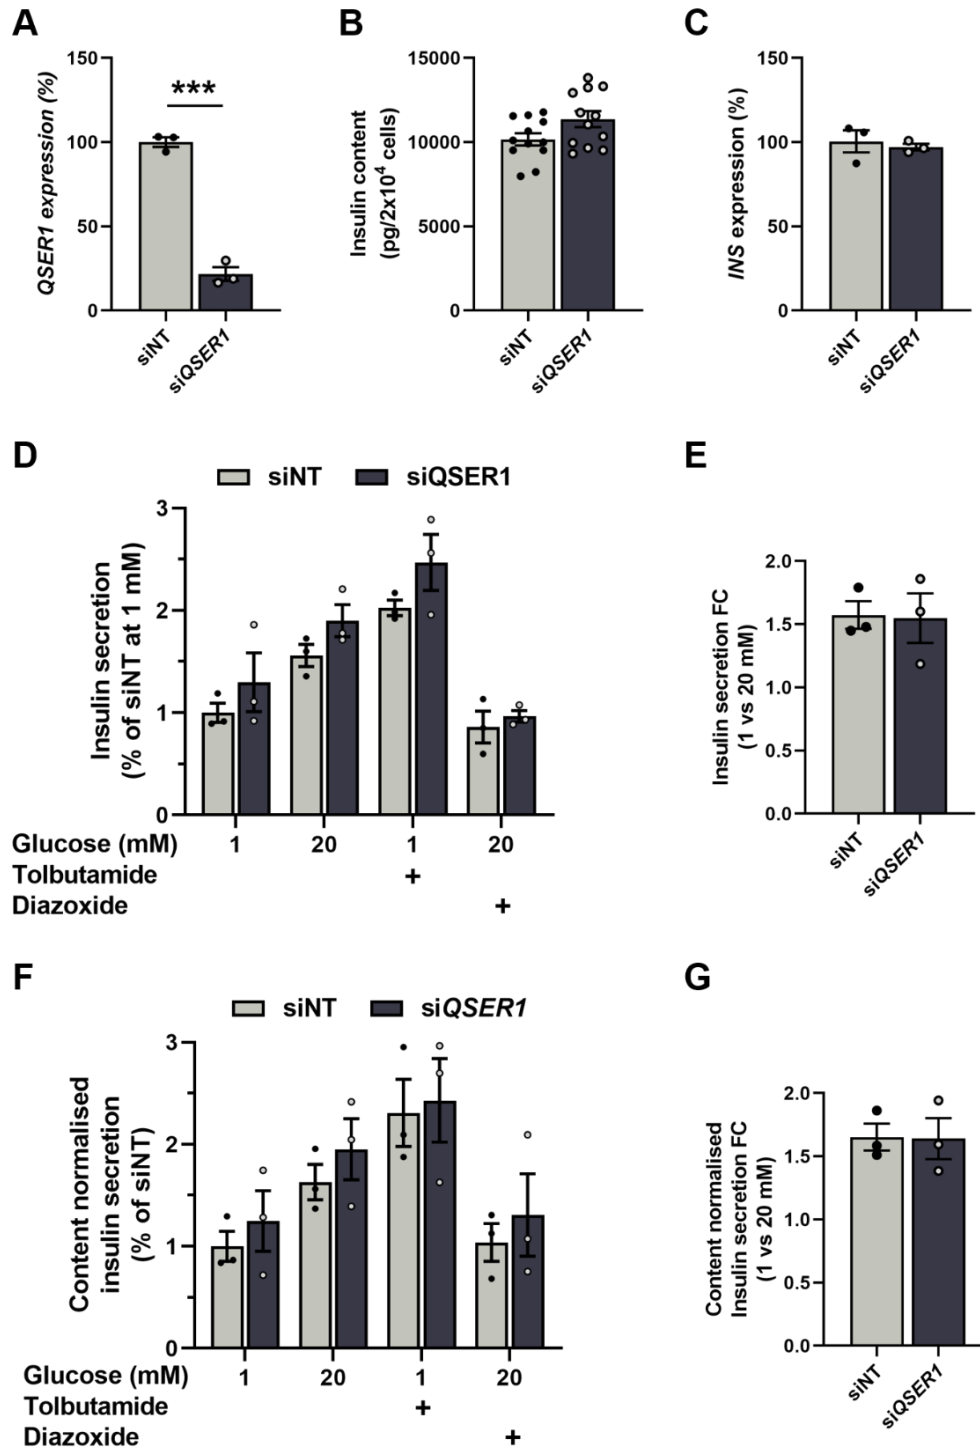 A
QSER1 expression (%)
150
100
50
0
***
siNT
siQSER1
B
Insulin content
(pg/2x10⁴ cells)
15000
10000
5000
0
siNT
siQSER1
C
INS expression (%)
150
100
50
0
siNT
siQSER1
D
siNT siQSER1
Insulin secretion
(% of siNT at 1 mM)
3
2
1
0
Glucose (mM) 1 20 1 20
Tolbutamide +
Diazoxide +
E
Insulin secretion FC
(1 vs 20 mM)
2.0
1.5
1.0
0.5
0.0
siNT
siQSER1
F
siNT siQSER1
Content normalised
insulin secretion
(% of siNT)
3
2
1
0
Glucose (mM) 1 20 1 20
Tolbutamide +
Diazoxide +
G
Content normalised
Insulin secretion FC
(1 vs 20 mM)
2.0
1.5
1.0
0.5
0.0
siNT
siQSER1